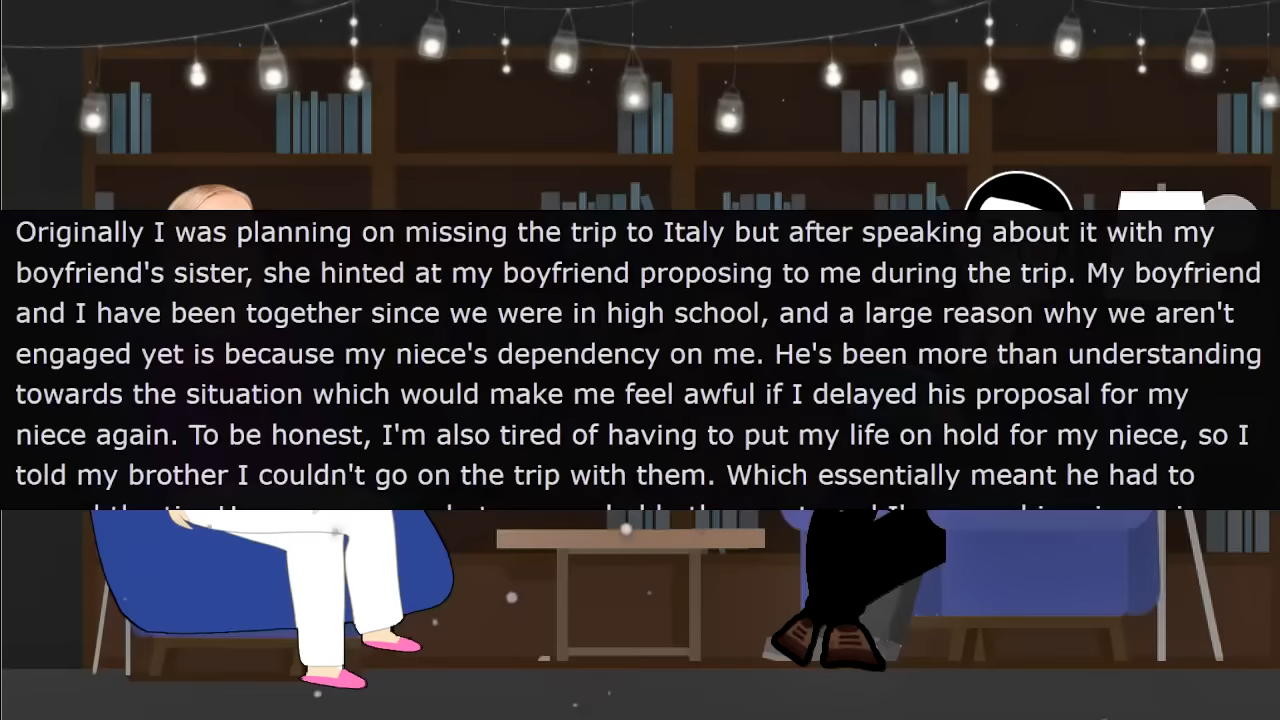 Originally I was planning on missing the trip to Italy but after speaking about it with my
boyfriend's sister, she hinted at my boyfriend proposing to me during the trip. My boyfriend
and I have been together since we were in high school, and a large reason why we aren't
engaged yet is because my niece's dependency on me. He's been more than understanding
towards the situation which would make me feel awful if I delayed his proposal for my
niece again. To be honest, I'm also tired of having to put my life on hold for my niece, so I
told my brother I couldn't go on the trip with them. Which essentially meant he had to